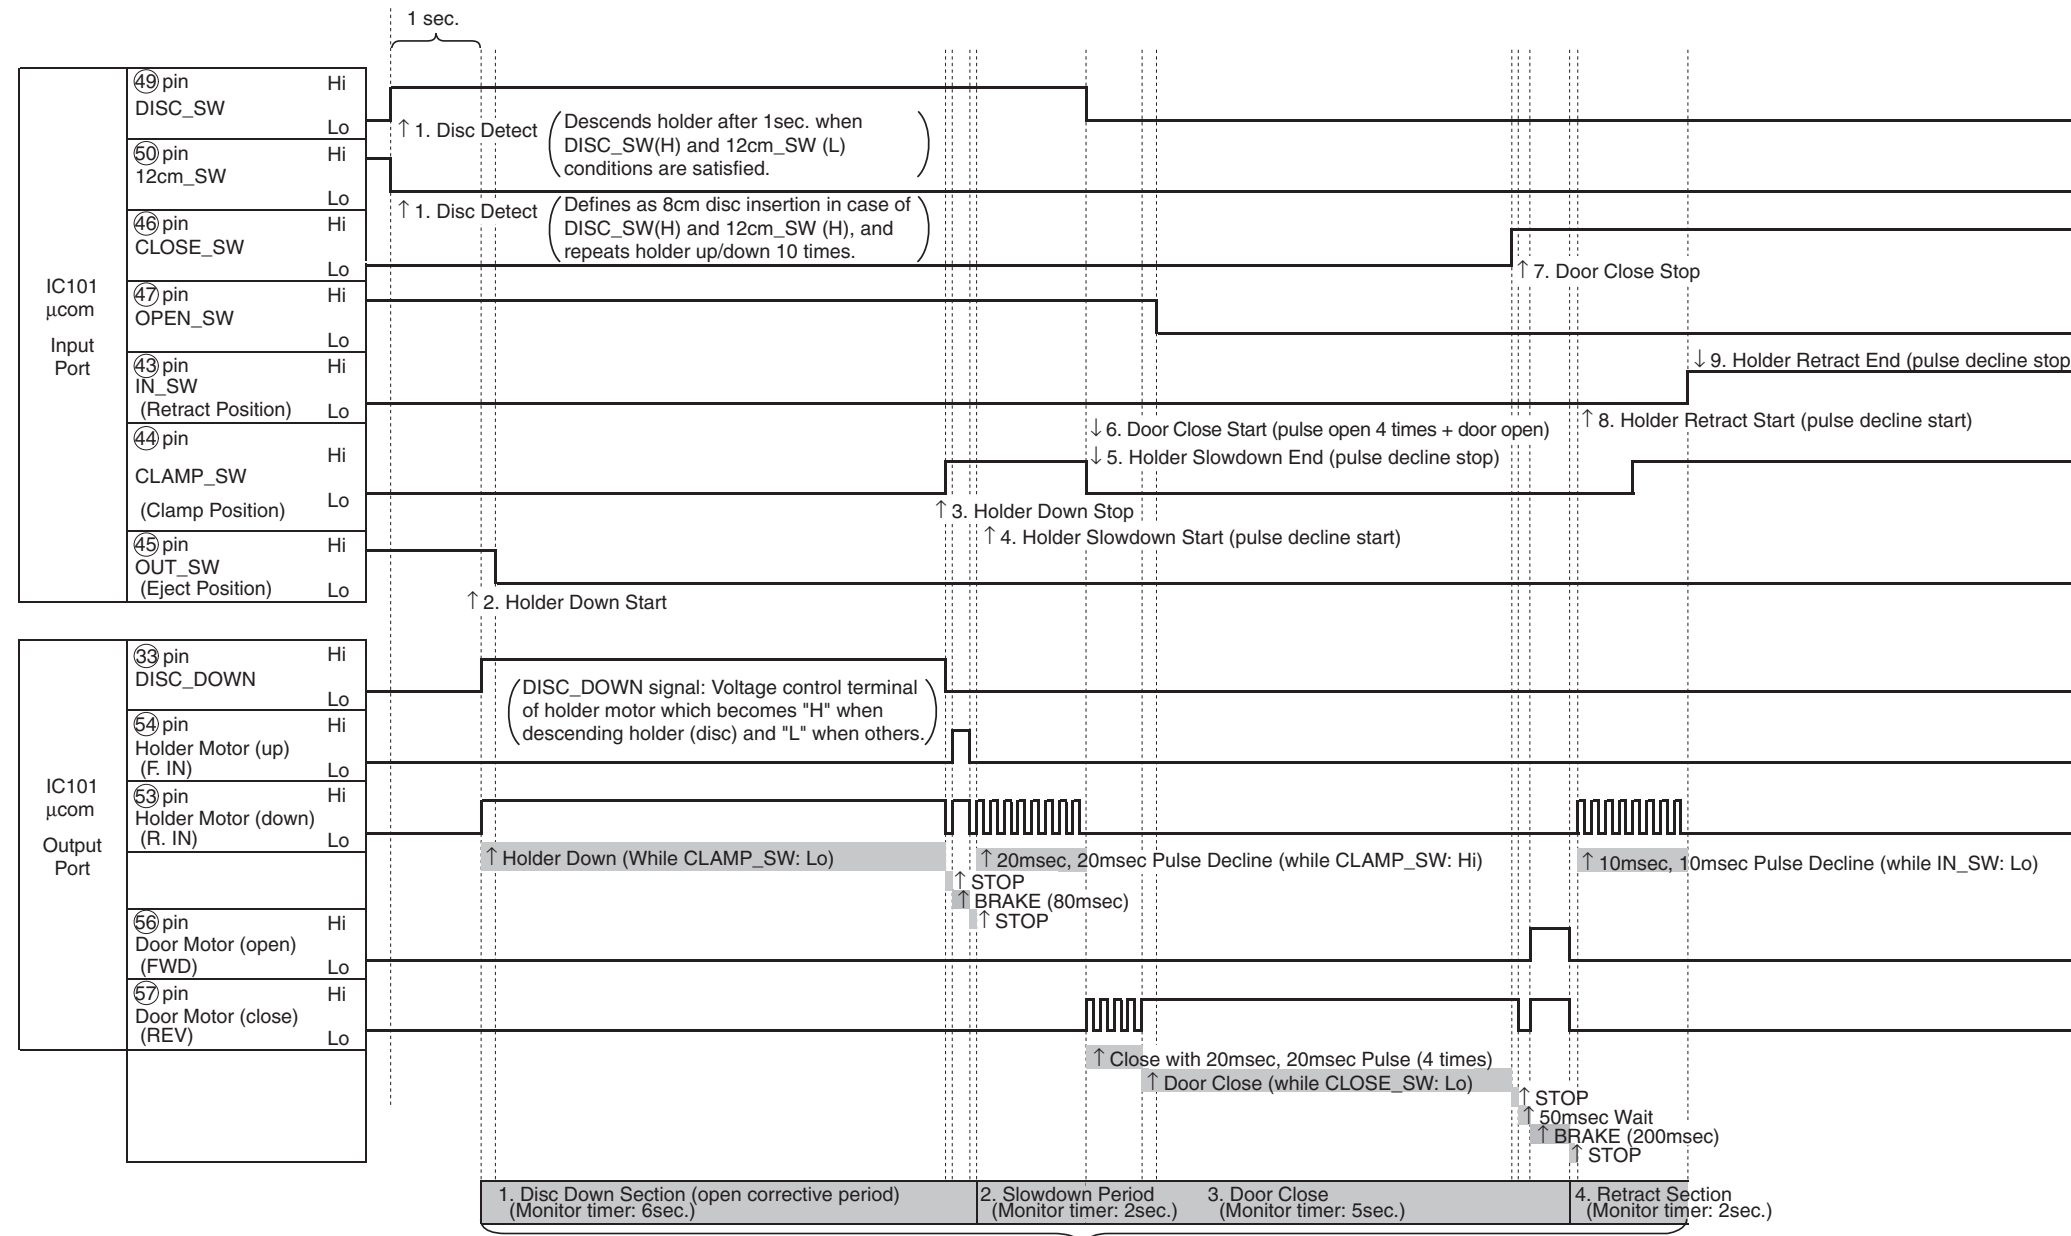 1 sec.
IC101
μcom
Input
Port
49 pin
DISC_SW
Hi
Lo
↑ 1. Disc Detect
Descends holder after 1sec. when
DISC_SW(H) and 12cm_SW (L)
conditions are satisfied.
50 pin
12cm_SW
Hi
Lo
↑ 1. Disc Detect
Defines as 8cm disc insertion in case of
DISC_SW(H) and 12cm_SW (H), and
repeats holder up/down 10 times.
46 pin
CLOSE_SW
Hi
Lo
↑ 7. Door Close Stop
47 pin
OPEN_SW
Hi
Lo
43 pin
IN_SW
(Retract Position)
Hi
Lo
↓ 9. Holder Retract End (pulse decline stop
↑ 8. Holder Retract Start (pulse decline start)
44 pin
CLAMP_SW
(Clamp Position)
Hi
Lo
↓ 6. Door Close Start (pulse open 4 times + door open)
↓ 5. Holder Slowdown End (pulse decline stop)
↑ 3. Holder Down Stop
↑ 4. Holder Slowdown Start (pulse decline start)
45 pin
OUT_SW
(Eject Position)
Hi
Lo
↑ 2. Holder Down Start
IC101
μcom
Output
Port
33 pin
DISC_DOWN
Hi
Lo
DISC_DOWN signal: Voltage control terminal
of holder motor which becomes "H" when
descending holder (disc) and "L" when others.
54 pin
Holder Motor (up)
(F. IN)
Hi
Lo
53 pin
Holder Motor (down)
(R. IN)
Hi
Lo
↑ Holder Down (While CLAMP_SW: Lo)
↑ 20msec, 20msec Pulse Decline (while CLAMP_SW: Hi)
↑ 10msec, 10msec Pulse Decline (while IN_SW: Lo)
↑ STOP
↑ BRAKE (80msec)
↑ STOP
56 pin
Door Motor (open)
(FWD)
Hi
Lo
57 pin
Door Motor (close)
(REV)
Hi
Lo
↑ Close with 20msec, 20msec Pulse (4 times)
↑ Door Close (while CLOSE_SW: Lo)
↑ STOP
↑ 50msec Wait
↑ BRAKE (200msec)
↑ STOP
1. Disc Down Section (open corrective period)
(Monitor timer: 6sec.)
2. Slowdown Period
(Monitor timer: 2sec.)
3. Door Close
(Monitor timer: 5sec.)
4. Retract Section
(Monitor timer: 2sec.)